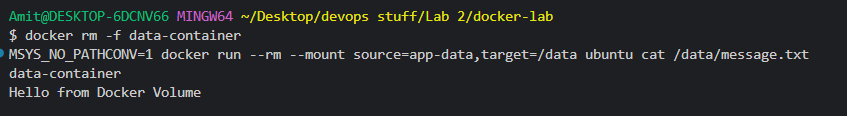 Amit@DESKTOP-6DCNV66 MINGW64 ~/Desktop/devops stuff/Lab 2/docker-lab
$ docker rm -f data-container
MSYS_NO_PATHCONV=1 docker run --rm --mount source=app-data,target=/data ubuntu cat /data/message.txt
data-container
Hello from Docker Volume